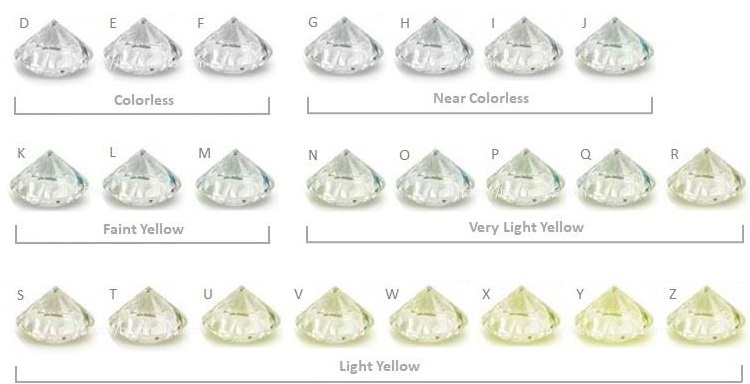 D E F G H I J
Colorless Near Colorless
K L M N O P Q R
Faint Yellow Very Light Yellow
S T U V W X Y Z
Light Yellow